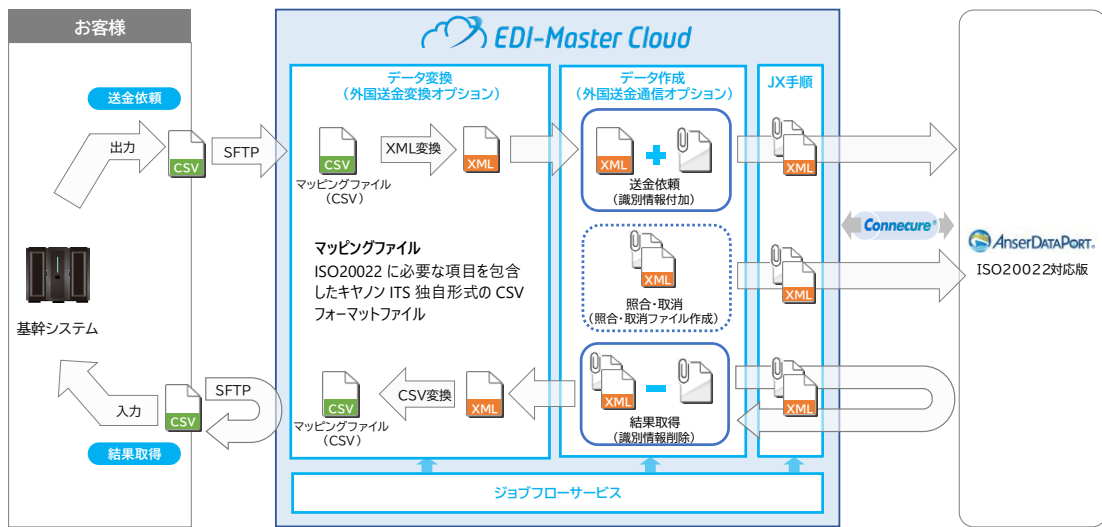 お客様
EDI-Master Cloud
データ変換
（外国送金変換オプション）
データ作成
（外国送金通信オプション）
JX手順
送金依頼
出力
CSV
SFTP
CSV
マッピングファイル
（CSV）
XML変換
XML
XML
送金依頼
（識別情報付加）
XML
Connecure®
AnserDATAPORT®
ISO20022対応版
基幹システム
マッピングファイル
ISO20022 に必要な項目を包含
したキヤノン ITS 独自形式の CSV
フォーマットファイル
XML
照合・取消
（照合・取消ファイル作成）
XML
入力
CSV
SFTP
CSV
マッピングファイル
（CSV）
CSV変換
XML
XML
結果取得
（識別情報削除）
XML
結果取得
ジョブフローサービス